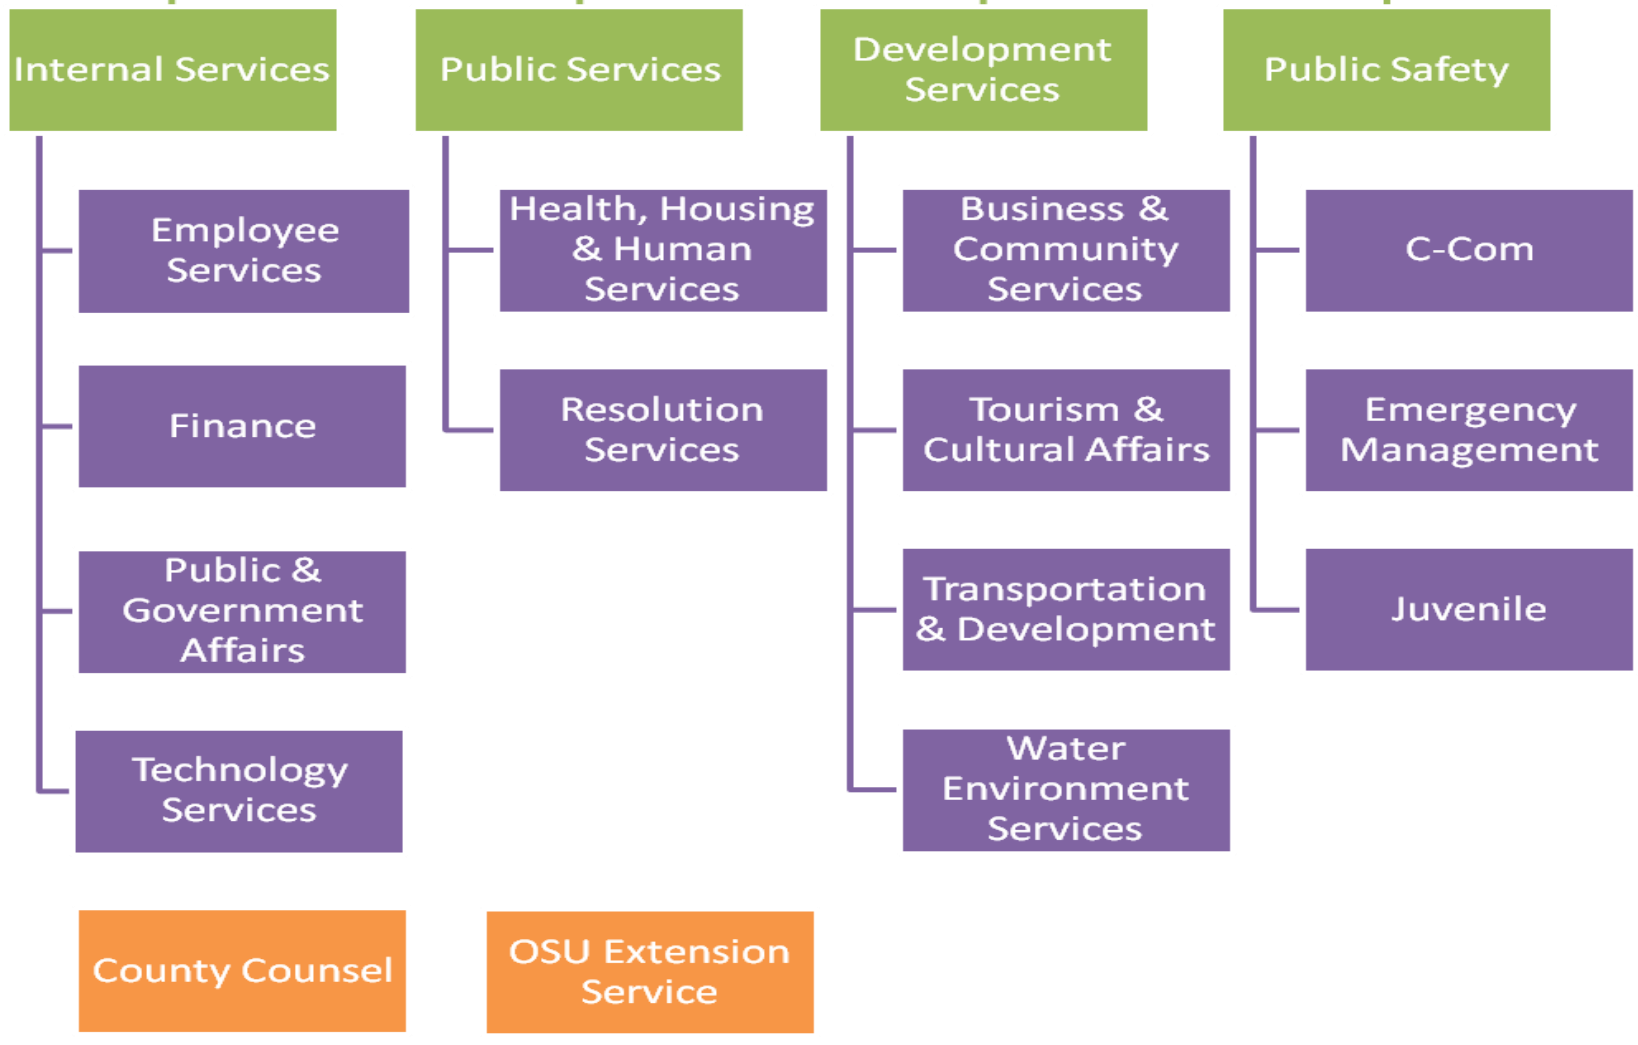 Internal Services
Public Services
Development
Services
Public Safety
Employee
Services
Finance
Public &
Government
Affairs
Technology
Services
Health, Housing
& Human
Services
Resolution
Services
Business &
Community
Services
Tourism &
Cultural Affairs
Transportation
& Development
Water
Environment
Services
C-Com
Emergency
Management
Juvenile
County Counsel
OSU Extension
Service